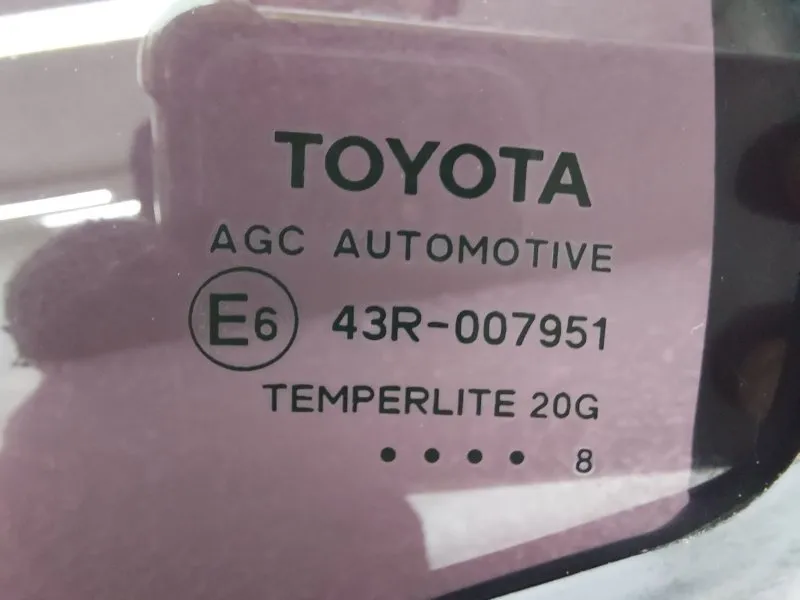 TOYOTA
AGC AUTOMOTIVE
E6 43R-007951
TEMPERLITE 20G
•••• 8